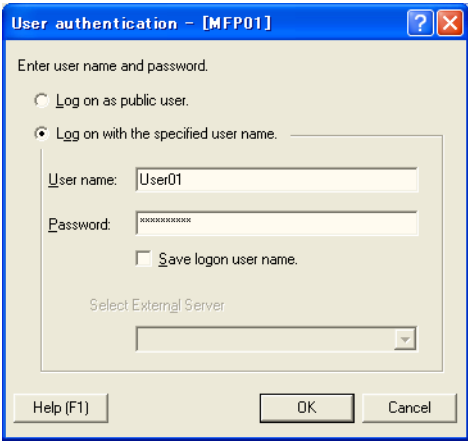 User authentication - [MFP01]
Enter user name and password.
Log on as public user.
Log on with the specified user name.
User name: User01
Password: **********
Save logon user name.
Select External Server
Help (F1) OK Cancel